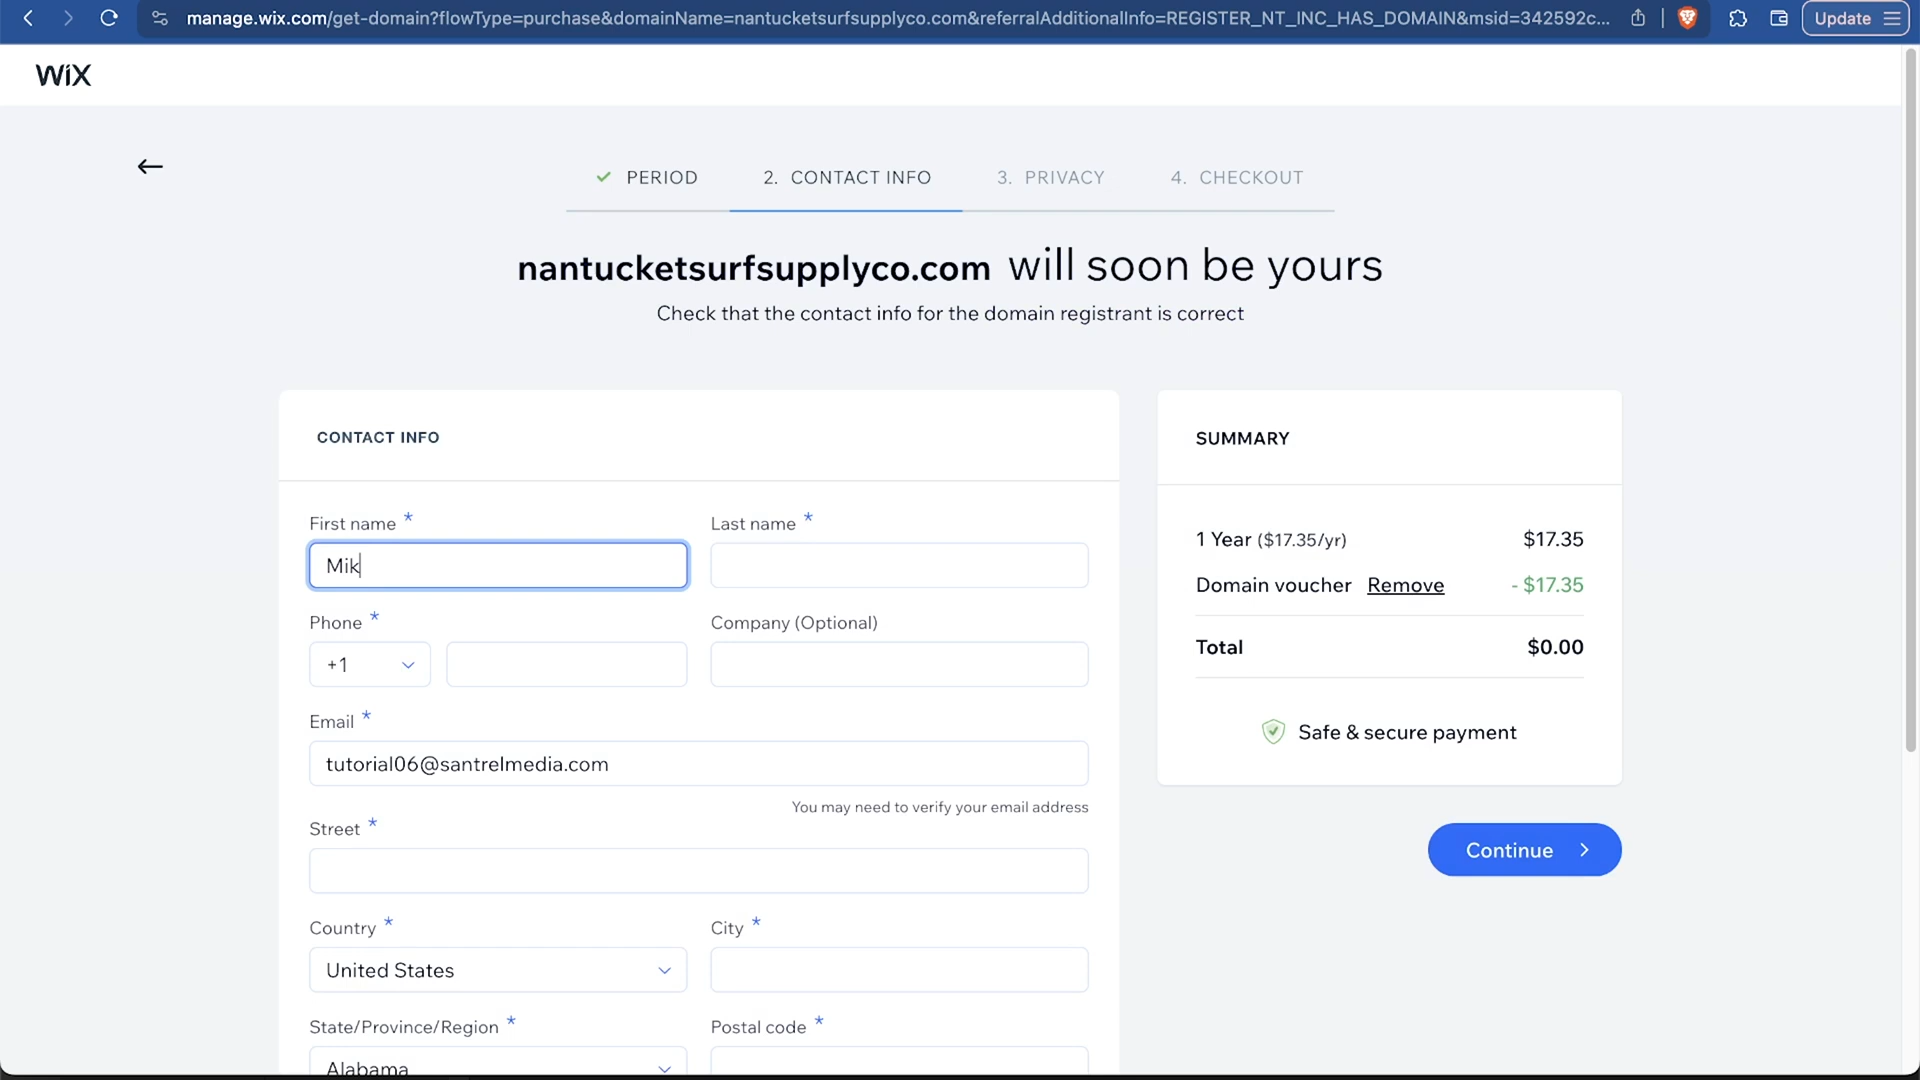 manage.wix.com/get-domain?flowType=purchase&domainName=nantucketsurfsupplyco.com&referralAdditionalInfo=REGISTER_NT_INC_HAS_DOMAIN&msid=342592c...
Update
WiX
PERIOD
2. CONTACT INFO
3. PRIVACY
4. CHECKOUT
nantucketsurfsupplyco.com will soon be yours
Check that the contact info for the domain registrant is correct
CONTACT INFO
First name *
Last name *
Mik
Phone *
Company (Optional)
+1
Email *
tutorial06@santrelmedia.com
You may need to verify your email address
Street *
Country *
City *
United States
State/Province/Region *
Postal code *
Alabama
SUMMARY
1 Year ($17.35/yr) $17.35
Domain voucher Remove - $17.35
Total $0.00
Safe & secure payment
Continue